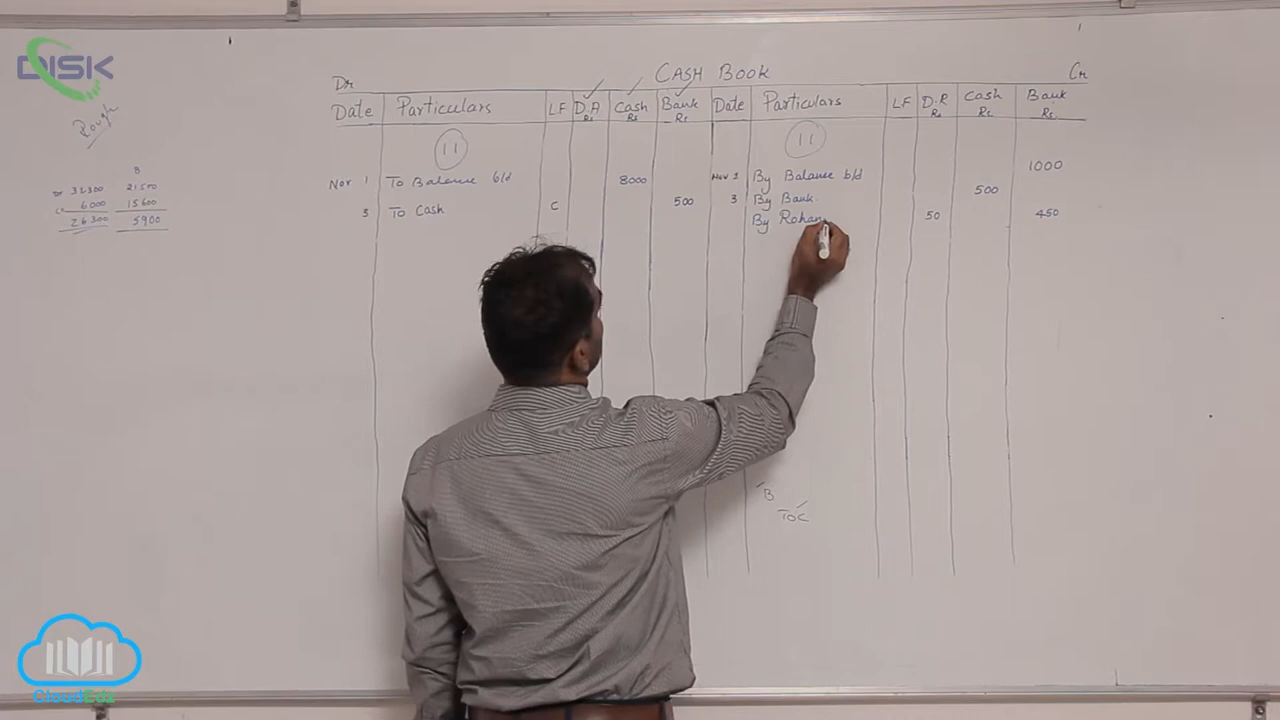 DISK
Rough
CASH BOOK
Dr
Cr
Date Particulars LF D.A Rs Cash Rs Bank Rs Date Particulars LF D.R Rs Cash Rs. Bank Rs.
11 11
Nov 1 To Balance b/d 8000 Nov 1 By Balance b/d 1000
3 To Cash C 500 3 By Bank. 500
By Rohan 50 450
B
21500
6000 15600
26300 5900
B
TOC
CloudEdz